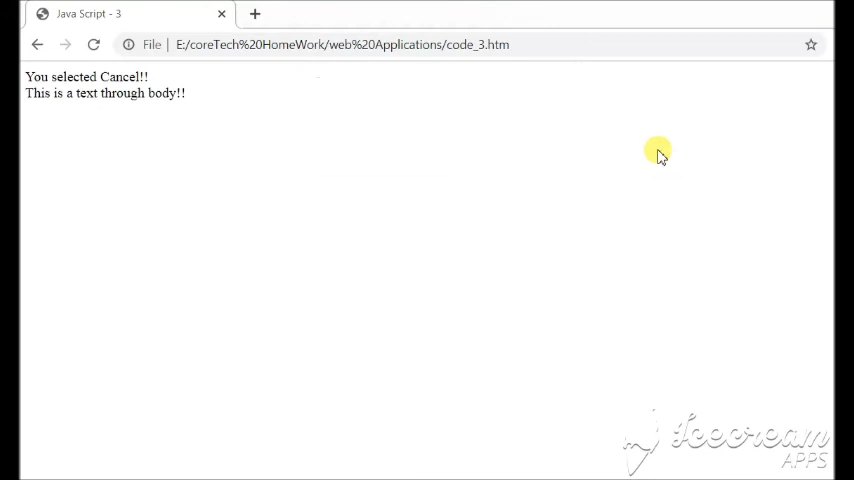 Java Script - 3
File | E:/coreTech%20HomeWork/web%20Applications/code_3.htm
You selected Cancel!!
This is a text through body!!
Icecream
APPS